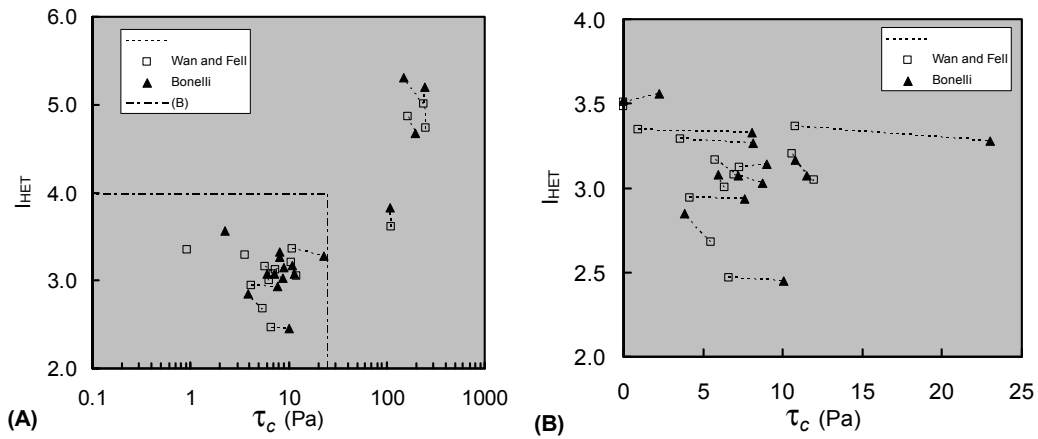 6.0
5.0
4.0
3.0
2.0
I_HET
Wan and Fell
Bonelli
(B)
0.1 1 10 100 1000
τc (Pa)
(A)
4.0
3.5
3.0
2.5
2.0
I_HET
Wan and Fell
Bonelli
0 5 10 15 20 25
τc (Pa)
(B)